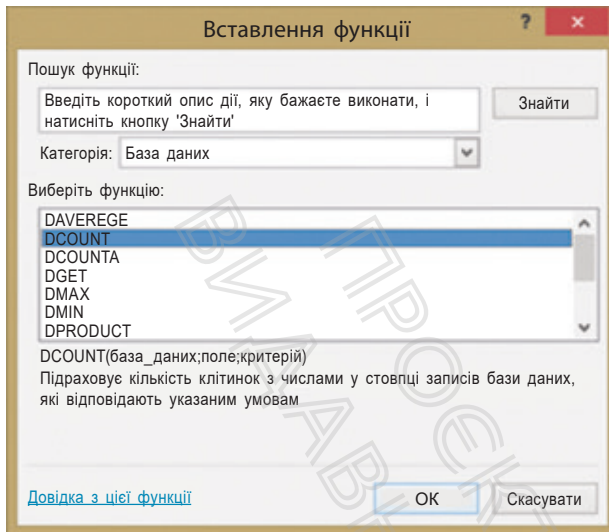 Вставлення функції
?
×
Пошук функції:
Введіть короткий опис дії, яку бажаєте виконати, і
натисніть кнопку 'Знайти'
Знайти
Категорія: База даних
Виберіть функцію:
DAVEREGE
DCOUNT
DCOUNTA
DGET
DMAX
DMIN
DPRODUCT
DCOUNT(база_даних;поле;критерій)
Підраховує кількість клітинок з числами у стовпці записів бази даних,
які відповідають указаним умовам
Довідка з цієї функції
ОК
Скасувати